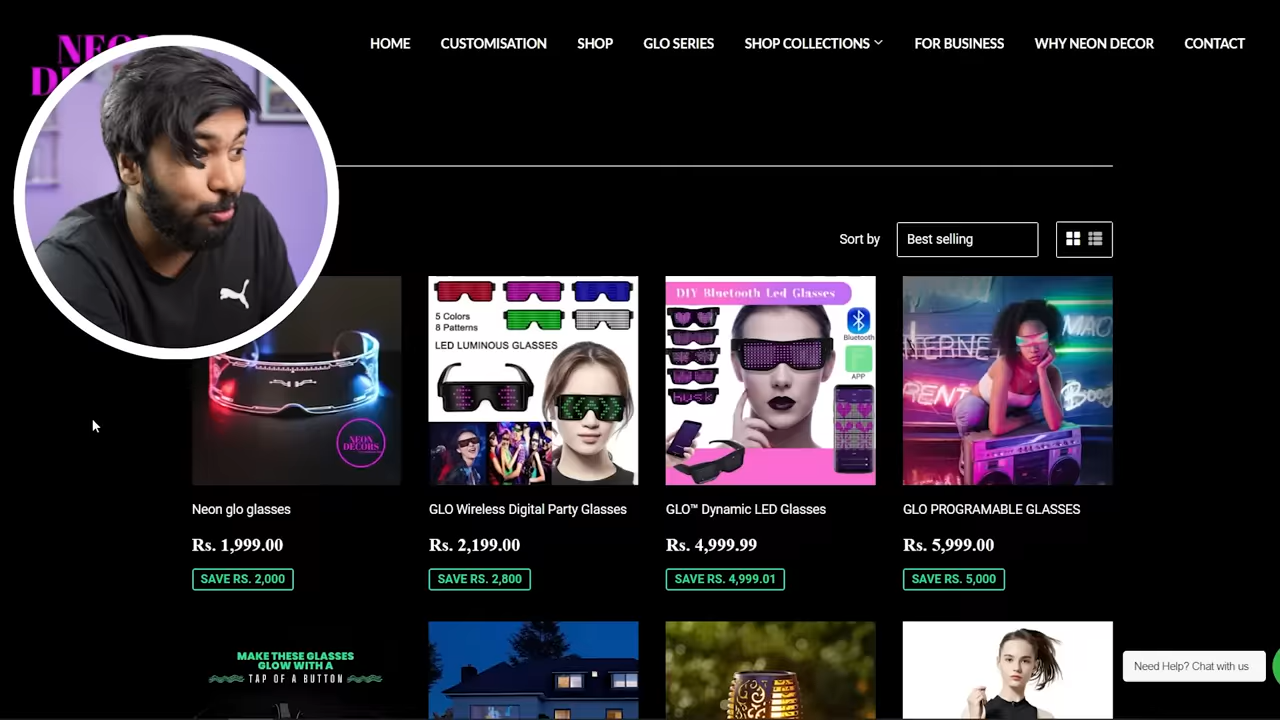 HOME CUSTOMISATION SHOP GLO SERIES SHOP COLLECTIONS FOR BUSINESS WHY NEON DECOR CONTACT
Sort by Best selling
NEON
DECORS
5 Colors
8 Patterns
LED LUMINOUS GLASSES
DIY Bluetooth Led Glasses
Bluetooth
APP
husk
Neon glo glasses
Rs. 1,999.00
SAVE RS. 2,000
GLO Wireless Digital Party Glasses
Rs. 2,199.00
SAVE RS. 2,800
GLO™ Dynamic LED Glasses
Rs. 4,999.99
SAVE RS. 4,999.01
GLO PROGRAMABLE GLASSES
Rs. 5,999.00
SAVE RS. 5,000
MAKE THESE GLASSES
GLOW WITH A
TAP OF A BUTTON
Need Help? Chat with us